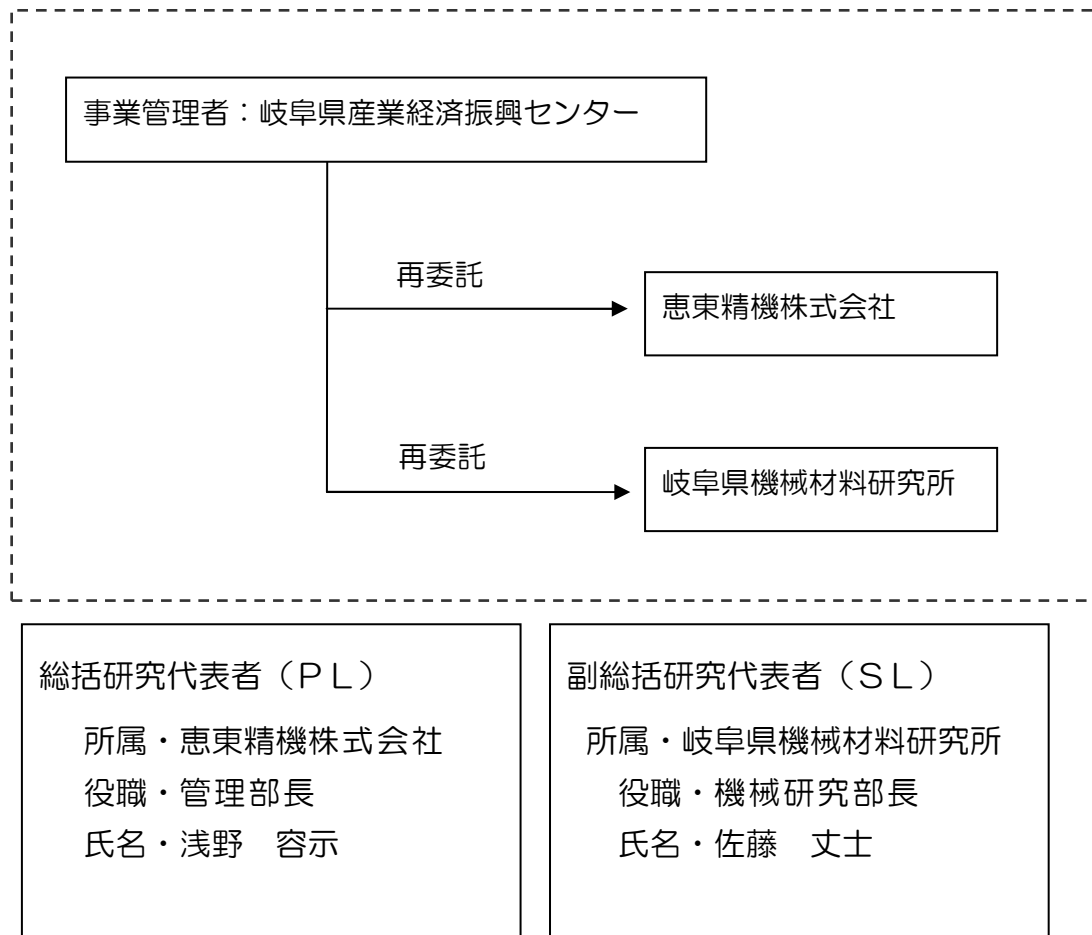 事業管理者：岐阜県産業経済振興センター
再委託
恵東精機株式会社
再委託
岐阜県機械材料研究所
総括研究代表者（ＰＬ）
所属・恵東精機株式会社
役職・管理部長
氏名・浅野　容示
副総括研究代表者（ＳＬ）
所属・岐阜県機械材料研究所
役職・機械研究部長
氏名・佐藤　丈士